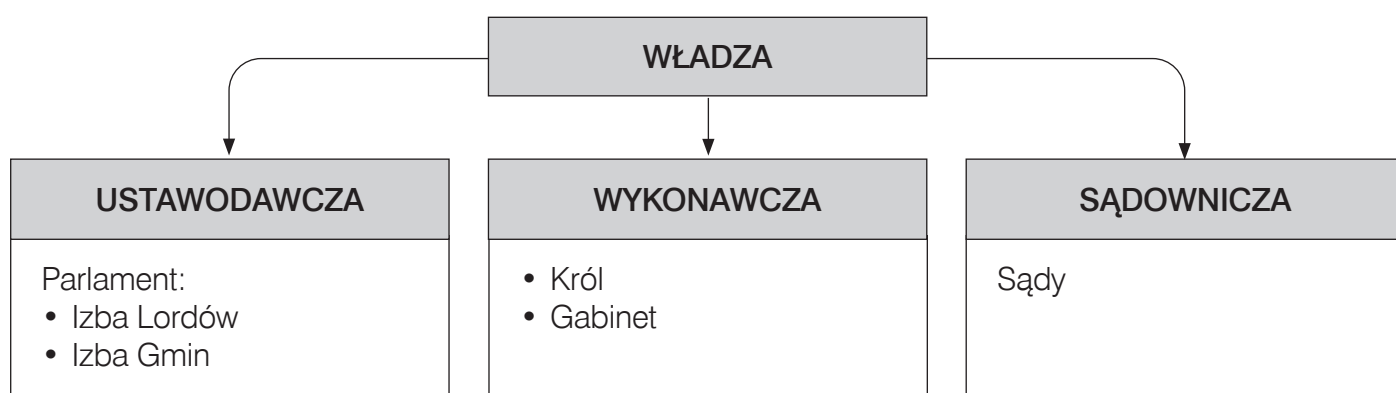 WŁADZA
USTAWODAWCZA
Parlament:
• Izba Lordów
• Izba Gmin
WYKONAWCZA
• Król
• Gabinet
SĄDOWNICZA
Sądy